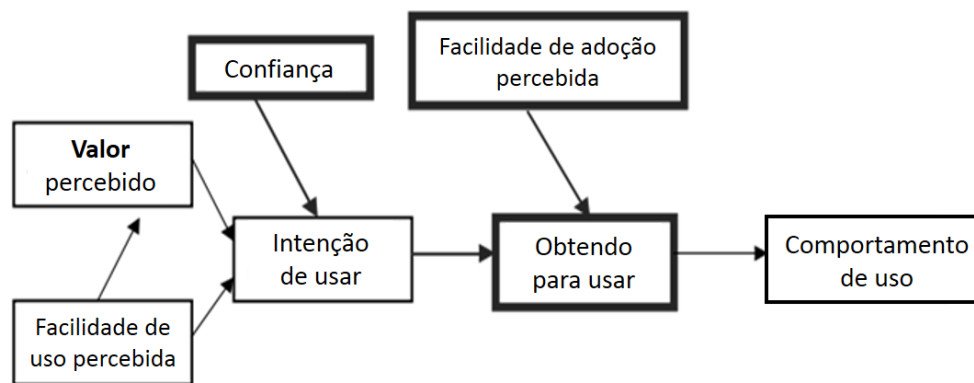 Confiança
Facilidade de adoção
percebida
Valor
percebido
Intenção
de usar
Obtendo
para usar
Comportamento
de uso
Facilidade de
uso percebida